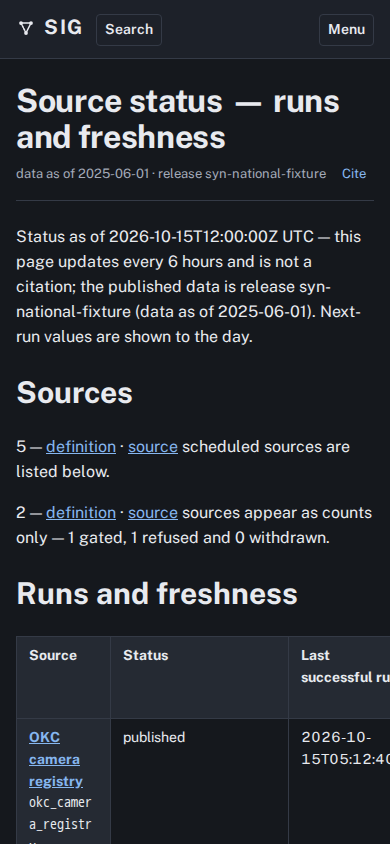 SIG Search Menu
Source status — runs
and freshness
data as of 2025-06-01 · release syn-national-fixture Cite
Status as of 2026-10-15T12:00:00Z UTC — this
page updates every 6 hours and is not a
citation; the published data is release syn-
national-fixture (data as of 2025-06-01). Next-
run values are shown to the day.
Sources
5 — definition · source scheduled sources are
listed below.
2 — definition · source sources appear as counts
only — 1 gated, 1 refused and 0 withdrawn.
Runs and freshness
Source Status Last
successful ru
OKC published 2026-10-
camera 15T05:12:40
registry
okc_camer
a_registr